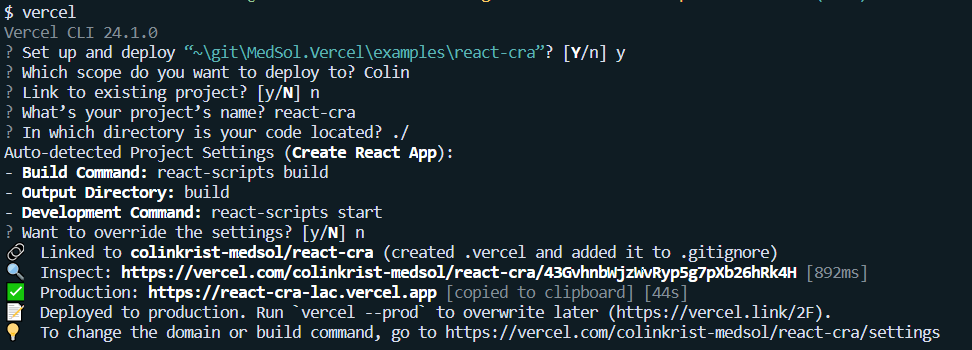 $ vercel
Vercel CLI 24.1.0
? Set up and deploy “~\git\MedSol.Vercel\examples\react-cra”? [Y/n] y
? Which scope do you want to deploy to? Colin
? Link to existing project? [y/N] n
? What’s your project’s name? react-cra
? In which directory is your code located? ./
Auto-detected Project Settings (Create React App):
- Build Command: react-scripts build
- Output Directory: build
- Development Command: react-scripts start
? Want to override the settings? [y/N] n
🔗 Linked to colinkrist-medsol/react-cra (created .vercel and added it to .gitignore)
🔍 Inspect: https://vercel.com/colinkrist-medsol/react-cra/43GvhnbWjzWvRyp5g7pXb26hRk4H [892ms]
✅ Production: https://react-cra-lac.vercel.app [copied to clipboard] [44s]
📝 Deployed to production. Run `vercel --prod` to overwrite later (https://vercel.link/2F).
💡 To change the domain or build command, go to https://vercel.com/colinkrist-medsol/react-cra/settings